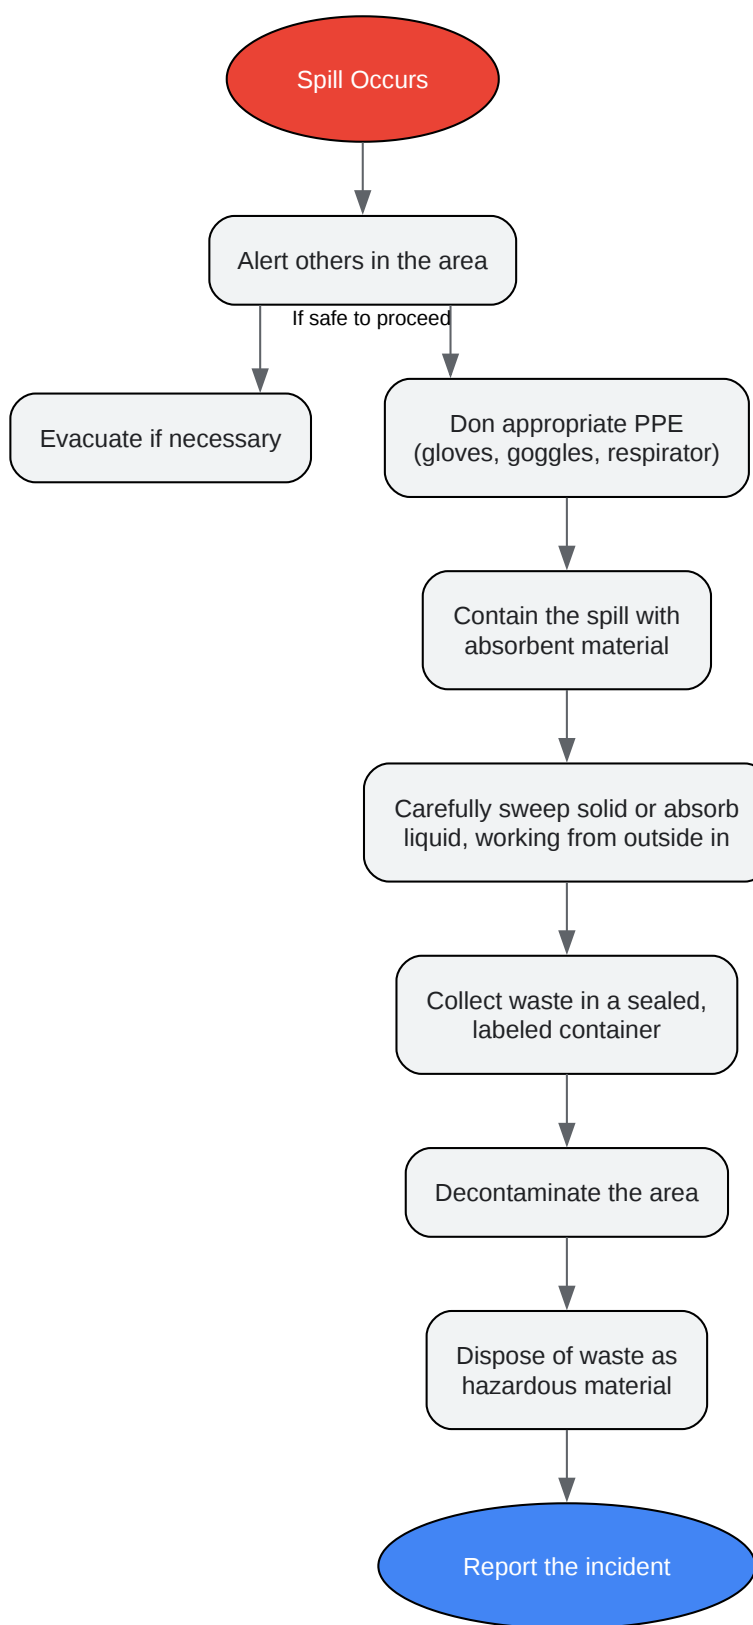 Spill Occurs
Alert others in the area
If safe to proceed
Evacuate if necessary
Don appropriate PPE
(gloves, goggles, respirator)
Contain the spill with
absorbent material
Carefully sweep solid or absorb
liquid, working from outside in
Collect waste in a sealed,
labeled container
Decontaminate the area
Dispose of waste as
hazardous material
Report the incident